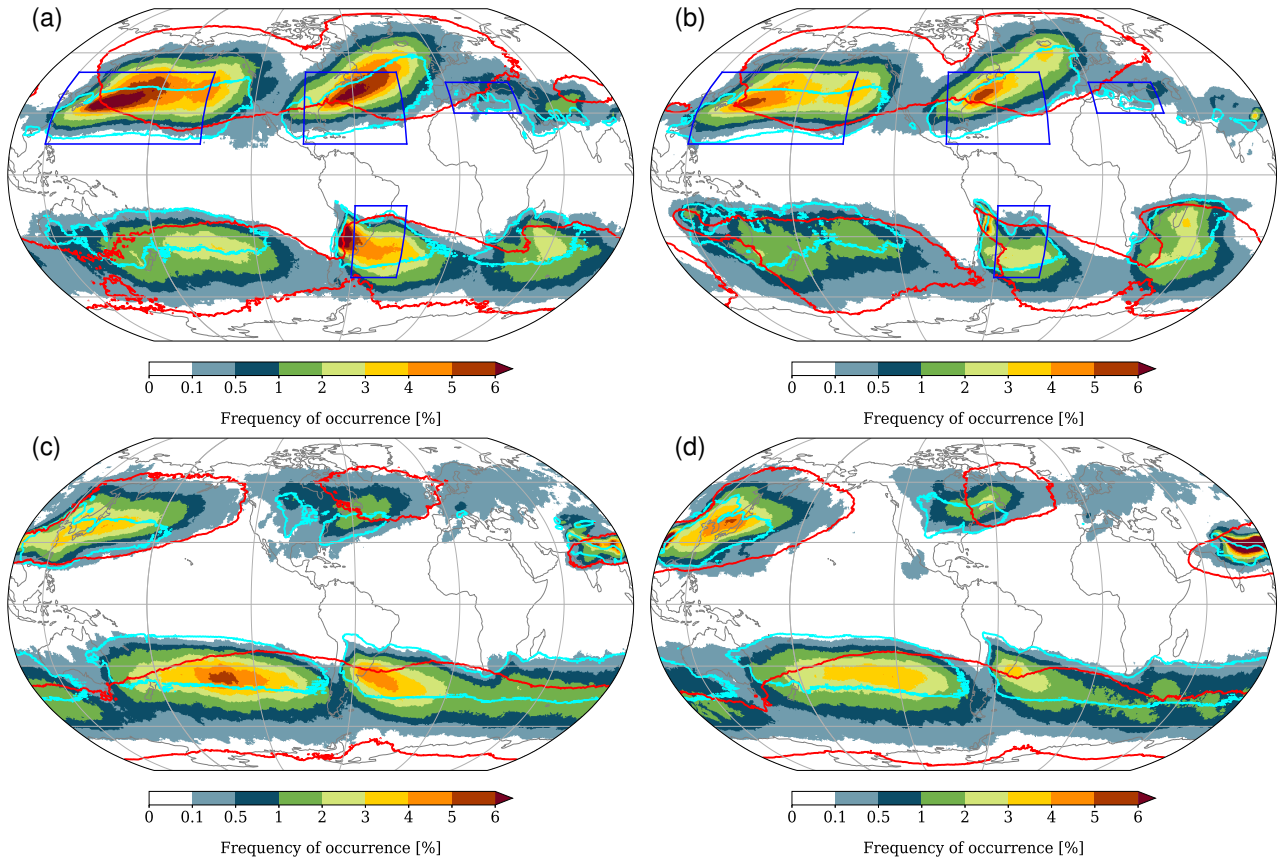 (a) (b)
0 0.1 0.5 1 2 3 4 5 6 0 0.1 0.5 1 2 3 4 5 6
Frequency of occurrence [%] Frequency of occurrence [%]
(c) (d)
0 0.1 0.5 1 2 3 4 5 6 0 0.1 0.5 1 2 3 4 5 6
Frequency of occurrence [%] Frequency of occurrence [%]